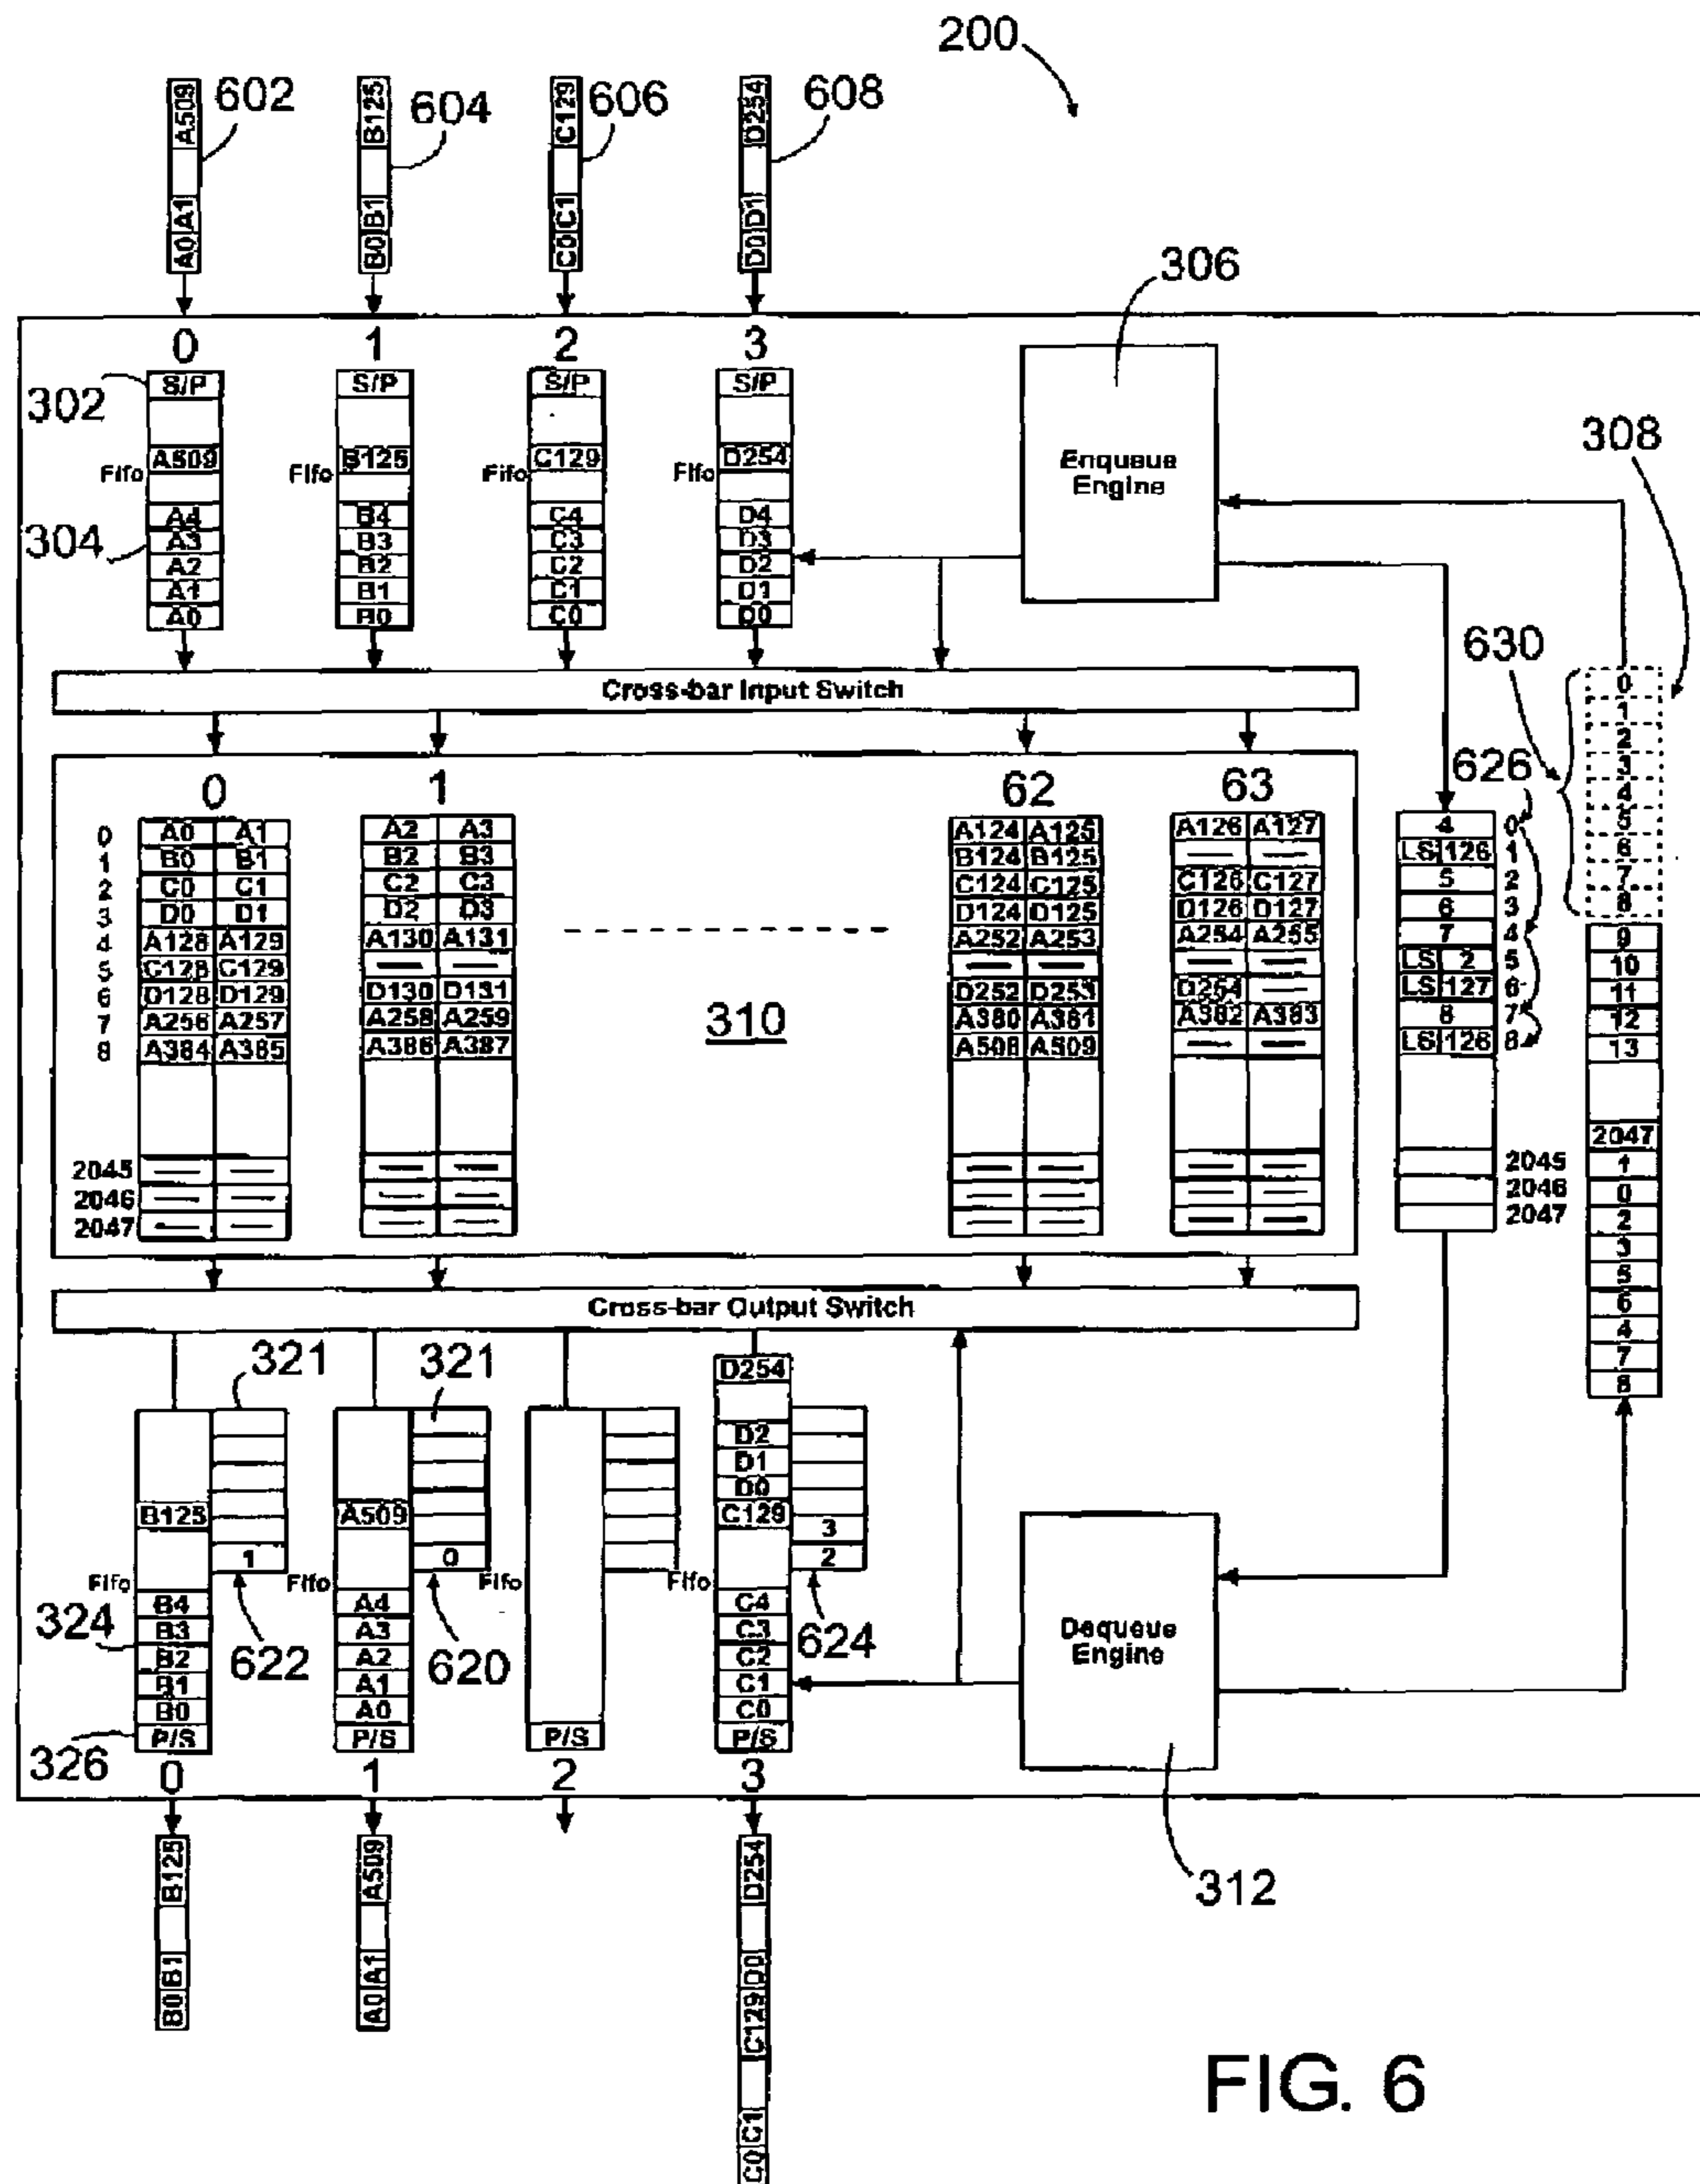 200
602
604
606
608
A0 A1 A509
B0 B1 B125
C0 C1 C129
D0 D1 D254
306
0 1 2 3
302
S/P S/P S/P S/P
A509 B125 C129 D254
Fifo Fifo Fifo Fifo
304
A4 B4 C4 D4
A3 B3 C3 D3
A2 B2 C2 D2
A1 B1 C1 D1
A0 B0 C0 D0
Enqueue
Engine
308
630
626
Cross-bar Input Switch
0 1 62 63
0 A0 A1 A2 A3 A124 A125 A126 A127
1 B0 B1 B2 B3 B124 B125 — —
2 C0 C1 C2 C3 C124 C125 C126 C127
3 D0 D1 D2 D3 D124 D125 D126 D127
4 A128 A129 A130 A131 A252 A253 A254 A255
5 C128 C129 — — — — — —
6 D128 D129 D130 D131 D252 D253 D254 —
7 A256 A257 A258 A259 A380 A381 A382 A383
8 A384 A385 A386 A387 A508 A509 — —
2045 — — — — — — — —
2046 — — — — — — — —
2047 — — — — — — — —
310
4 0
LS 126 1
5 2
6 3
7 4
LS 2 5
LS 127 6
8 7
LS 126 8
2045
2046
2047
0
1
2
3
4
5
6
7
8
9
10
11
12
13
2047
1
0
2
3
5
6
4
7
8
Cross-bar Output Switch
321
321
B125
1
Fifo
B4
B3
B2
B1
B0
P/S
324
326
622
0
A509
0
Fifo
A4
A3
A2
A1
A0
P/S
620
1
Fifo
P/S
2
D254
D2
D1
D0
C129
3
2
Fifo
C4
C3
C2
C1
C0
P/S
624
3
Dequeue
Engine
312
B0 B1 B125
A0 A1 A509
C0 C1 C129 D0 D254
FIG. 6